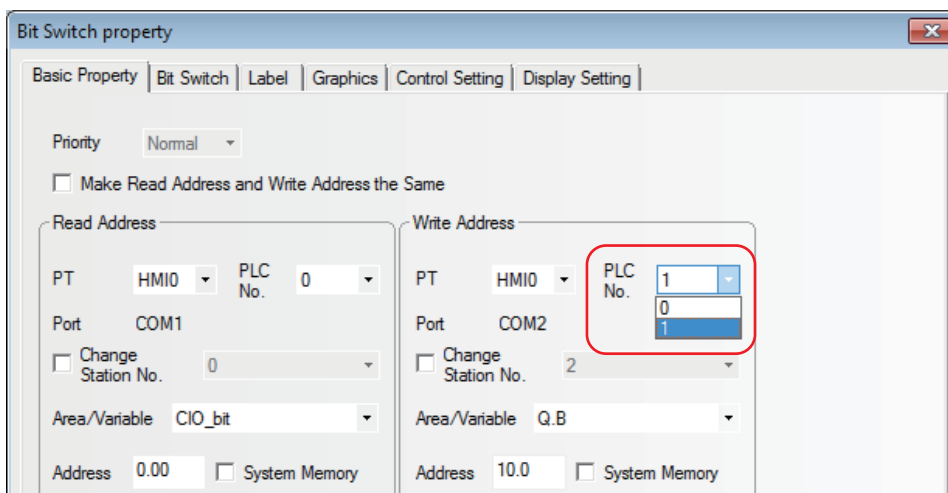 Bit Switch property
Basic Property Bit Switch Label Graphics Control Setting Display Setting
Priority Normal
Make Read Address and Write Address the Same
Read Address
PT HMI0 PLC No. 0
Port COM1
Change Station No. 0
Area/Variable CIO_bit
Address 0.00 System Memory
Write Address
PT HMI0 PLC No. 1
0
1
Port COM2
Change Station No. 2
Area/Variable Q.B
Address 10.0 System Memory